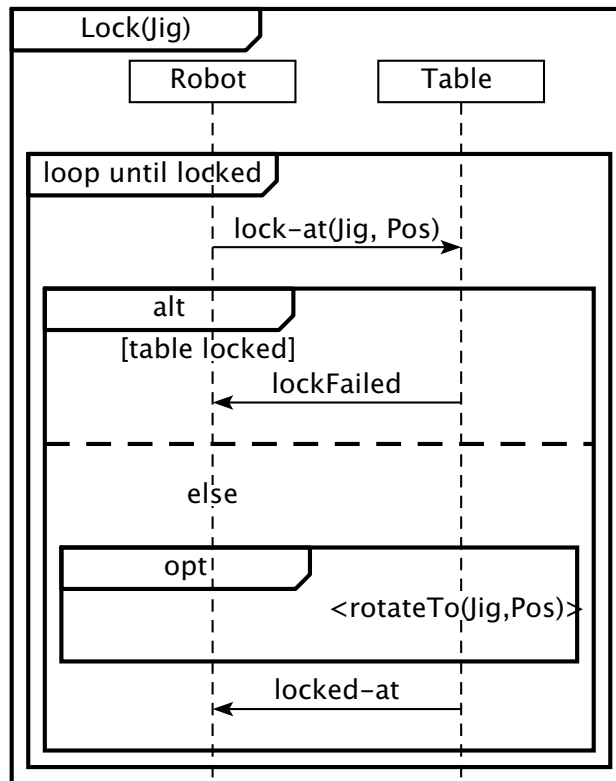 Lock(Jig)
Robot
Table
loop until locked
lock-at(Jig, Pos)
alt
[table locked]
lockFailed
else
opt
<rotateTo(Jig,Pos)>
locked-at